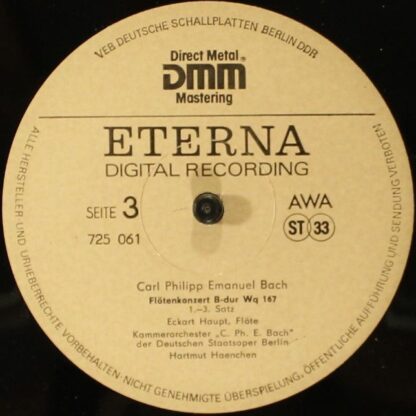 VEB DEUTSCHE SCHALLPLATTEN BERLIN DDR
Direct Metal®
DMM
Mastering
ETERNA
DIGITAL RECORDING
SEITE 3
AWA
725 061
ST 33
Carl Philipp Emanuel Bach
Flötenkonzert B-dur Wq 167
1.–3. Satz
Eckart Haupt, Flöte
Kammerorchester „C. Ph. E. Bach"
der Deutschen Staatsoper Berlin
Hartmut Haenchen
ALLE HERSTELLER- UND URHEBERRECHTE VORBEHALTEN · NICHT GENEHMIGTE ÜBERSPIELUNG, ÖFFENTLICHE AUFFÜHRUNG UND SENDUNG VERBOTEN